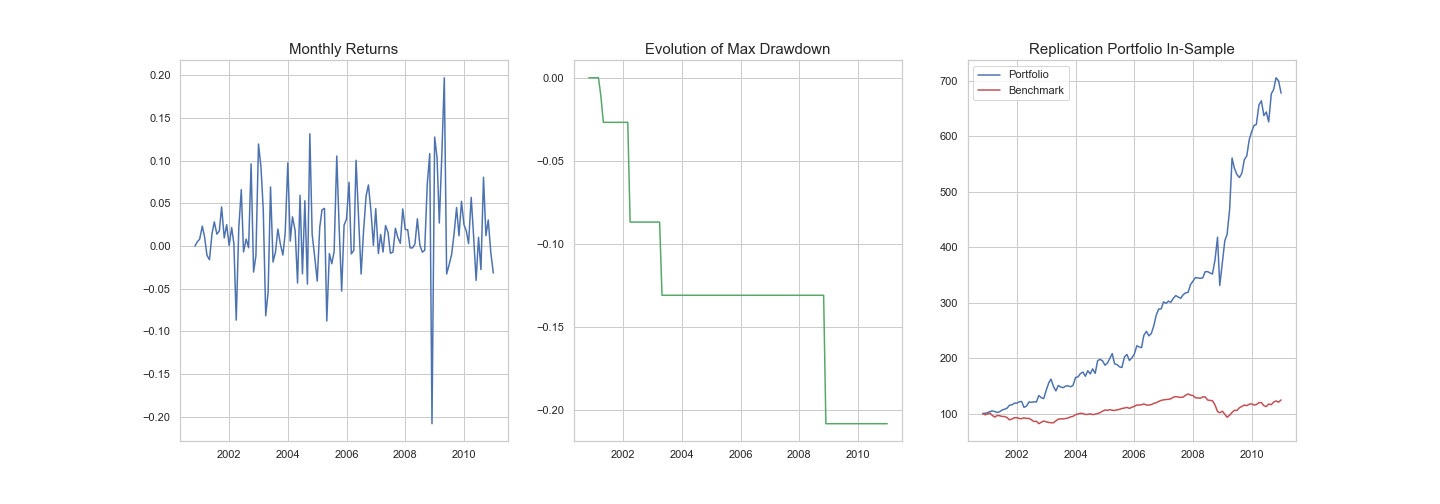 Monthly Returns
0.20
0.15
0.10
0.05
0.00
−0.05
−0.10
−0.15
−0.20
2002 2004 2006 2008 2010
Evolution of Max Drawdown
0.00
−0.05
−0.10
−0.15
−0.20
2002 2004 2006 2008 2010
Replication Portfolio In-Sample
Portfolio
Benchmark
700
600
500
400
300
200
100
2002 2004 2006 2008 2010